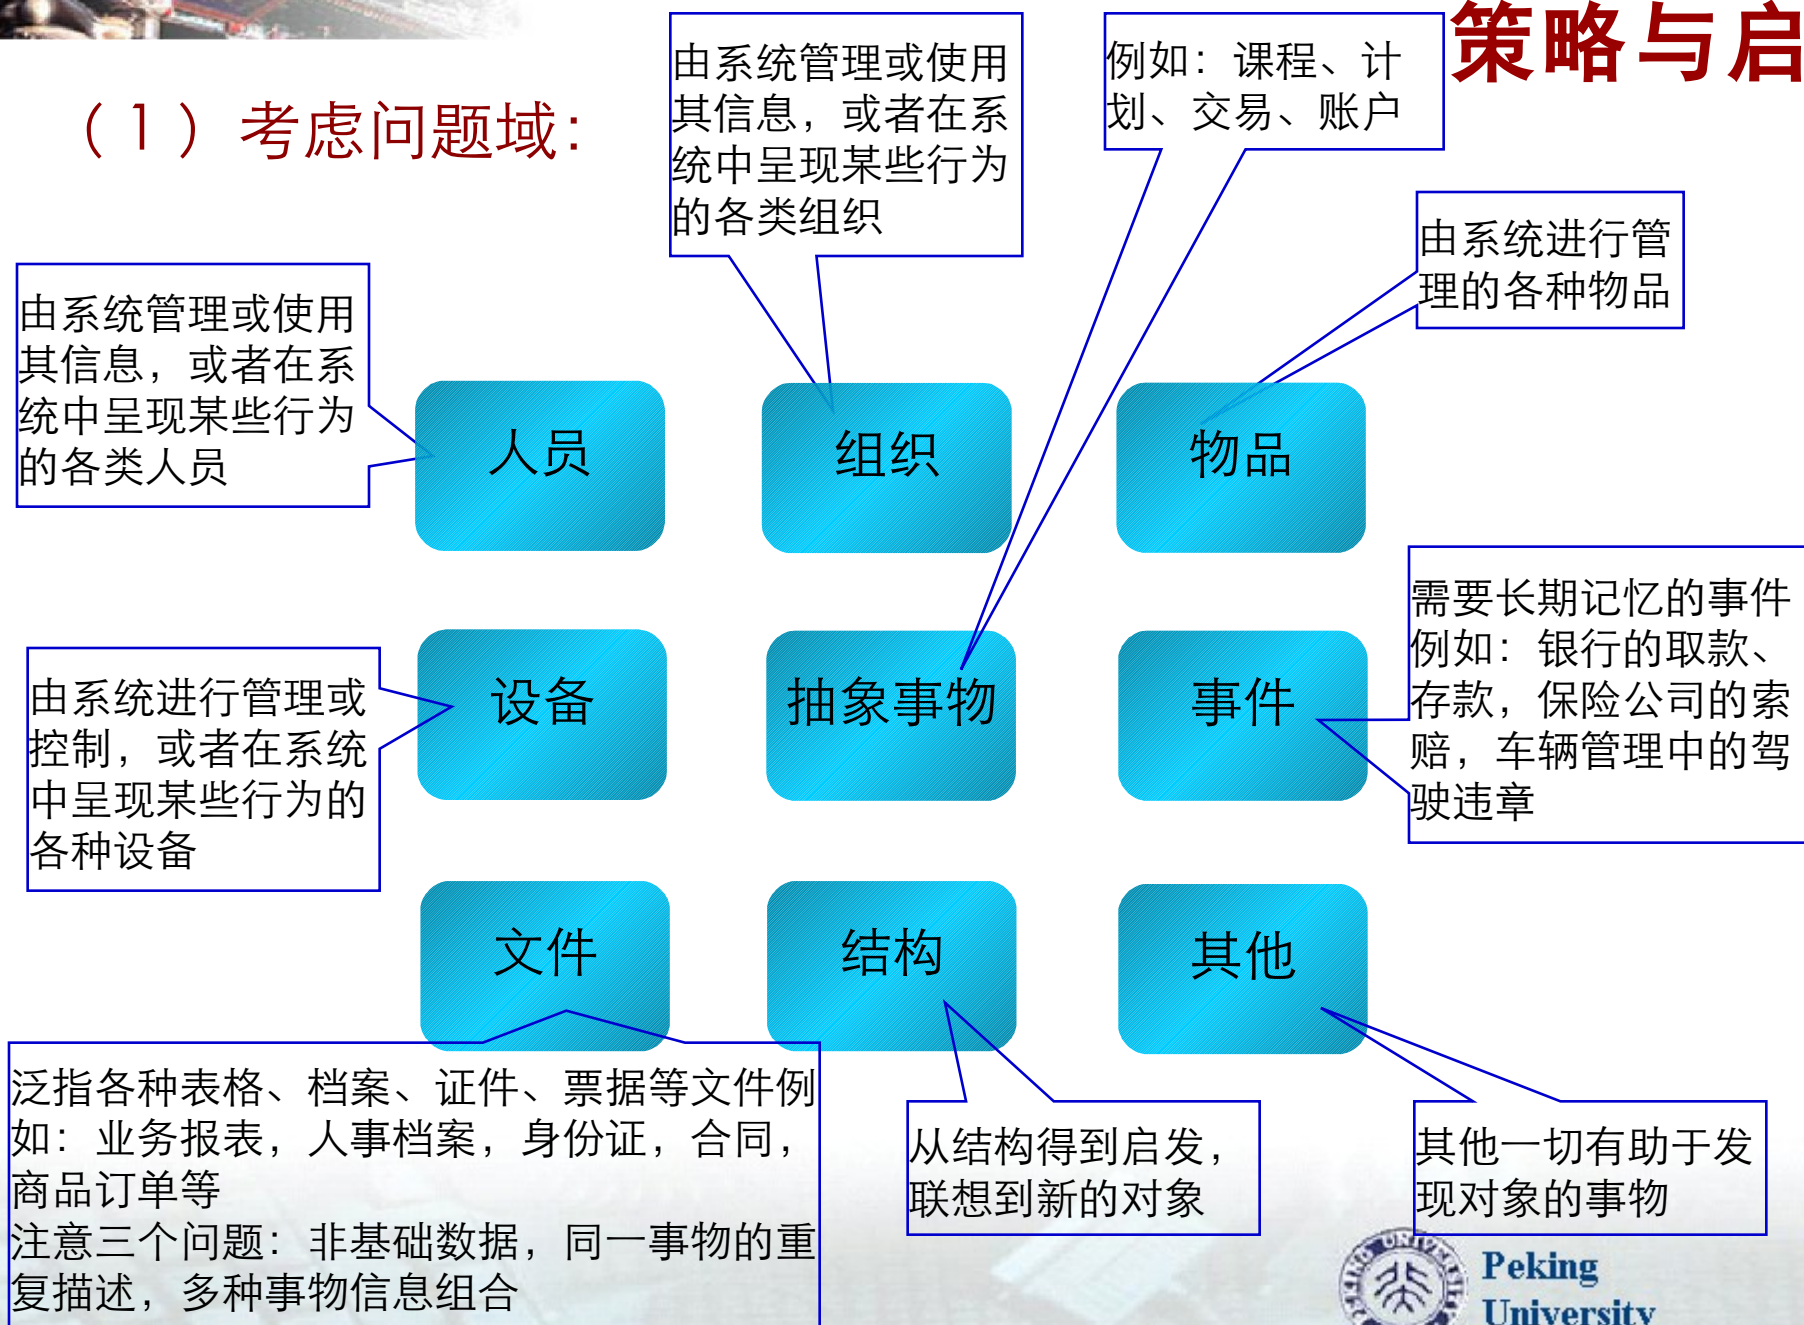 策略与启
（1）考虑问题域：
由系统管理或使用
其信息，或者在系
统中呈现某些行为
的各类组织
例如：课程、计
划、交易、账户
由系统进行管
理的各种物品
由系统管理或使用
其信息，或者在系
统中呈现某些行为
的各类人员
人员
组织
物品
需要长期记忆的事件
例如：银行的取款、
存款，保险公司的索
赔，车辆管理中的驾
驶违章
由系统进行管理或
控制，或者在系统
中呈现某些行为的
各种设备
设备
抽象事物
事件
文件
结构
其他
泛指各种表格、档案、证件、票据等文件例
如：业务报表，人事档案，身份证，合同，
商品订单等
注意三个问题：非基础数据，同一事物的重
复描述，多种事物信息组合
从结构得到启发，
联想到新的对象
其他一切有助于发
现对象的事物
Peking
University